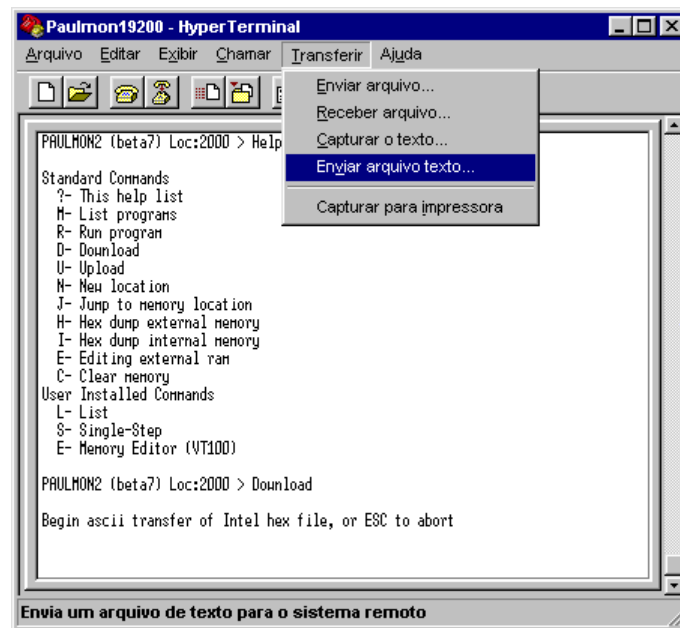 Paulmon19200 - HyperTerminal
Arquivo Editar Exibir Chamar Transferir Ajuda
Enviar arquivo...
Receber arquivo...
Capturar o texto...
Enviar arquivo texto...
Capturar para impressora
PAULMON2 (beta7) Loc:2000 > Help
Standard Commands
?- This help list
M- List programs
R- Run program
D- Download
U- Upload
N- New location
J- Jump to memory location
H- Hex dump external memory
I- Hex dump internal memory
E- Editing external ram
C- Clear memory
User Installed Commands
L- List
S- Single-Step
E- Memory Editor (VT100)
PAULMON2 (beta7) Loc:2000 > Download
Begin ascii transfer of Intel hex file, or ESC to abort
Envia um arquivo de texto para o sistema remoto